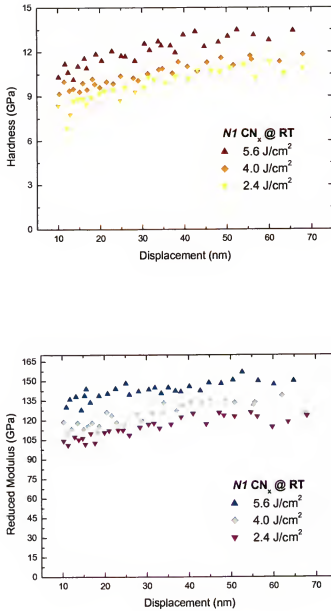 15
12
9
6
3
0
Hardness (GPa)
N1 CNx @ RT
5.6 J/cm2
4.0 J/cm2
2.4 J/cm2
0 10 20 30 40 50 60 70
Displacement (nm)
165
150
135
120
105
90
75
60
45
30
15
0
Reduced Modulus (GPa)
N1 CNx @ RT
5.6 J/cm2
4.0 J/cm2
2.4 J/cm2
0 10 20 30 40 50 60 70
Displacement (nm)